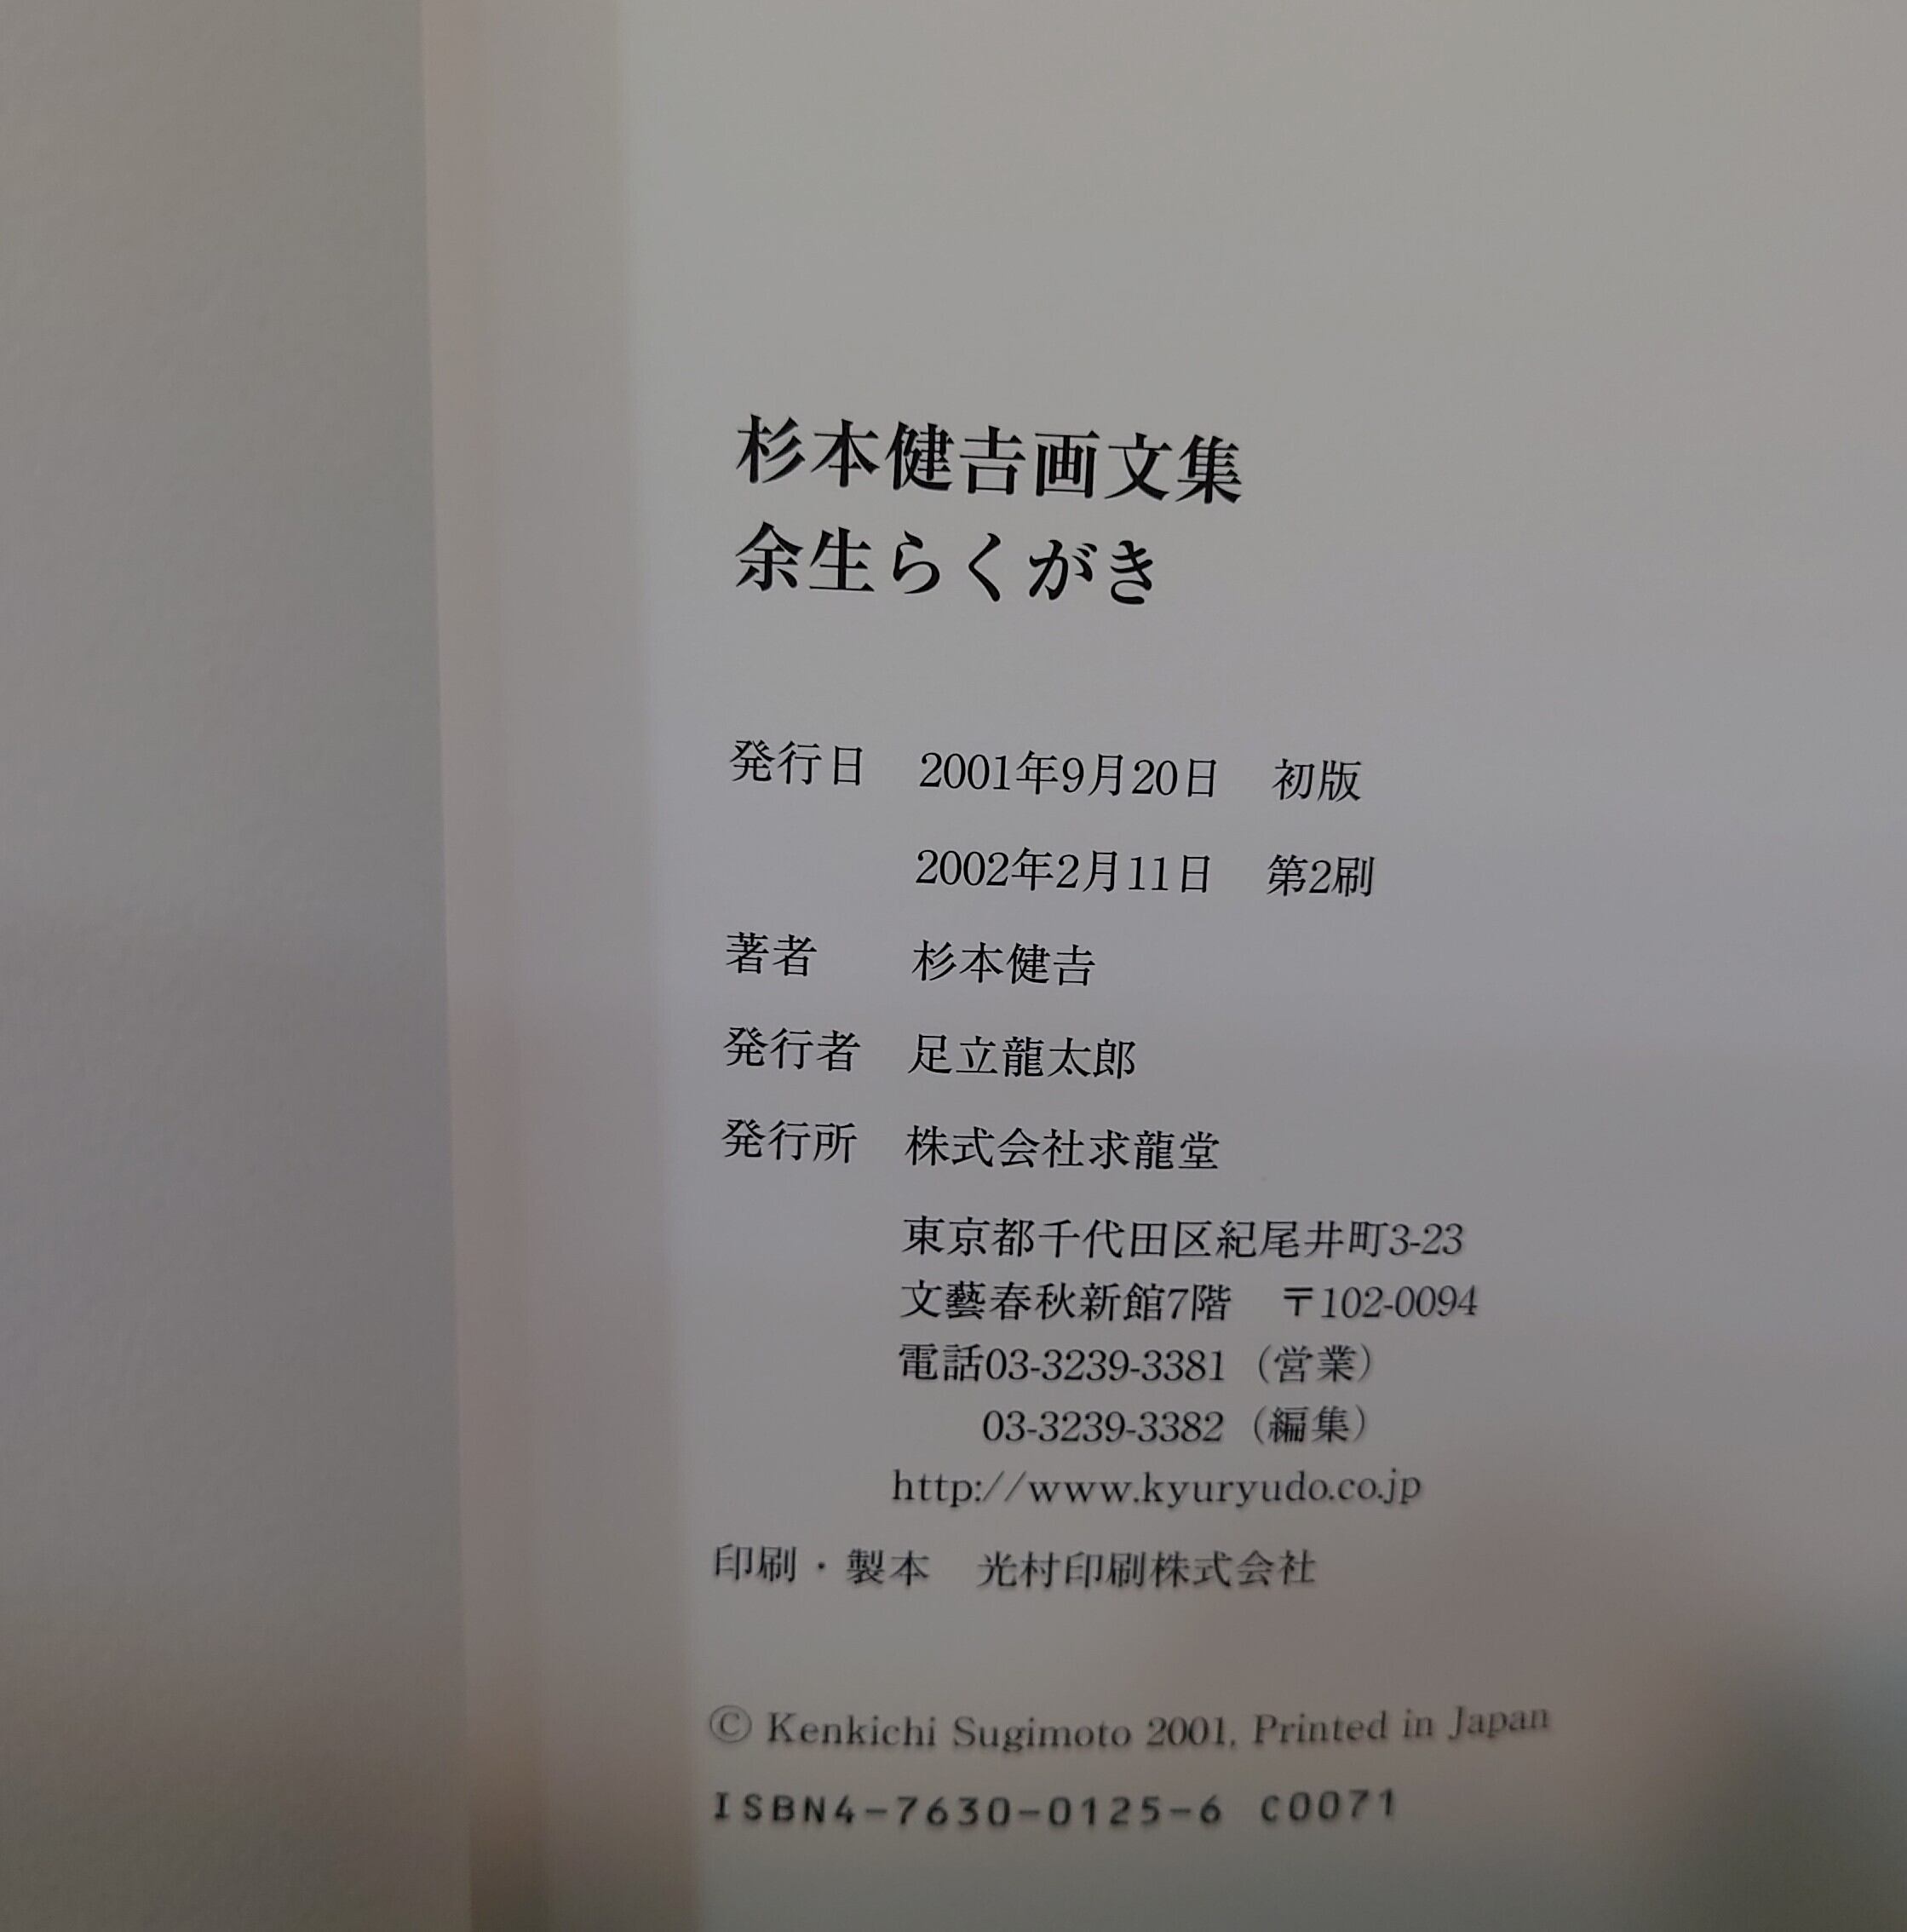 杉本健𠮷画文集
余生らくがき
発行日　2001年9月20日　初版
2002年2月11日　第2刷
著者　杉本健𠮷
発行者　足立龍太郎
発行所　株式会社求龍堂
東京都千代田区紀尾井町3-23
文藝春秋新館7階　〒102-0094
電話03-3239-3381（営業）
03-3239-3382（編集）
http://www.kyuryudo.co.jp
印刷・製本　光村印刷株式会社
© Kenkichi Sugimoto 2001, Printed in Japan
ISBN4-7630-0125-6 C0071